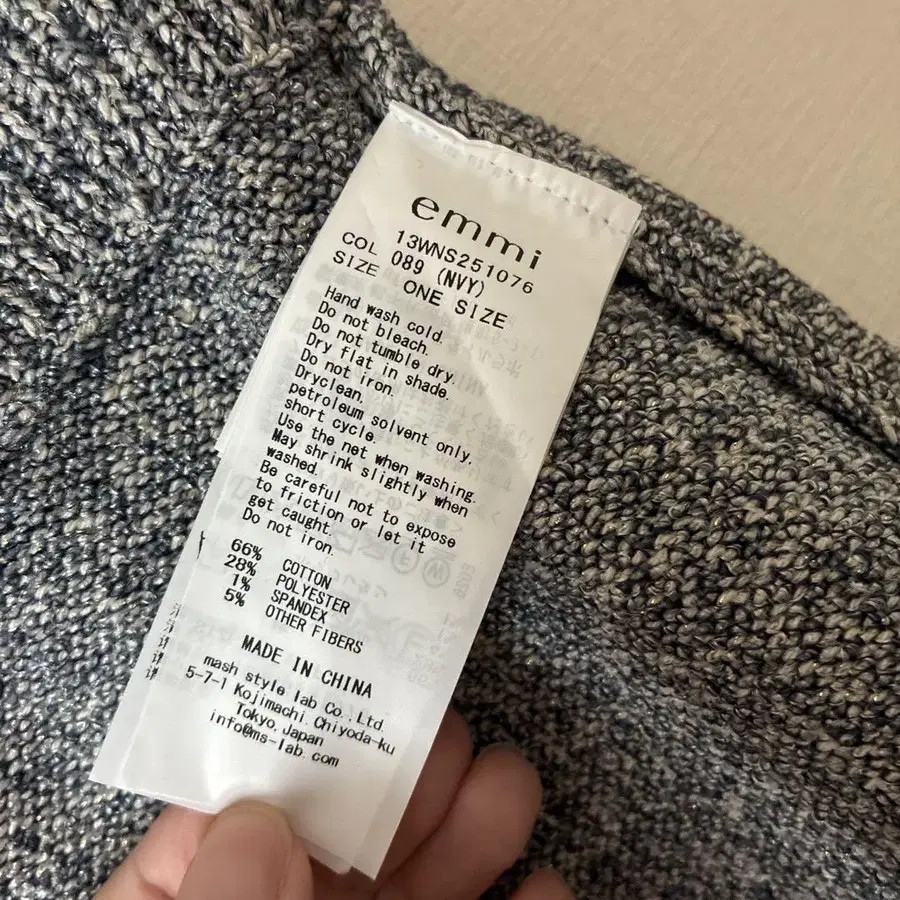 emmi
13WNS251076
COL 089 (NVY)
SIZE ONE SIZE
Hand wash cold.
Do not bleach.
Do not tumble dry.
Dry flat in shade.
Do not iron.
Dryclean.
petroleum solvent only,
short cycle.
Use the net when washing.
May shrink slightly when
washed.
Be careful not to expose
to friction or let it
get caught.
Do not iron.
66% COTTON
28% POLYESTER
1% SPANDEX
5% OTHER FIBERS
MADE IN CHINA
mash style lab Co., Ltd.
5-7-1 Kojimachi, Chiyoda-ku
Tokyo, Japan
info@ms-lab.com